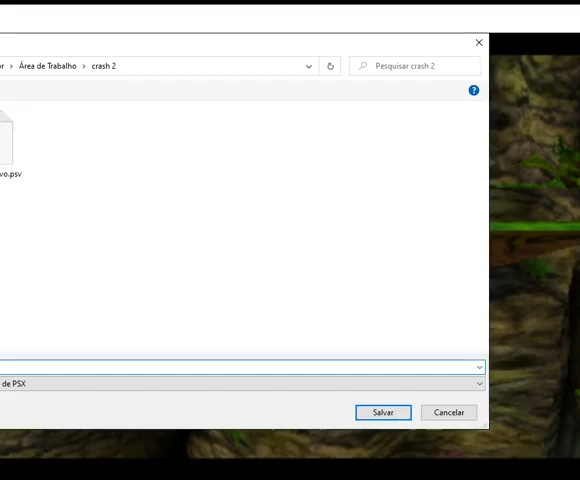 or > Área de Trabalho > crash 2
Pesquisar crash 2
?
vo.psv
de PSX
Salvar
Cancelar